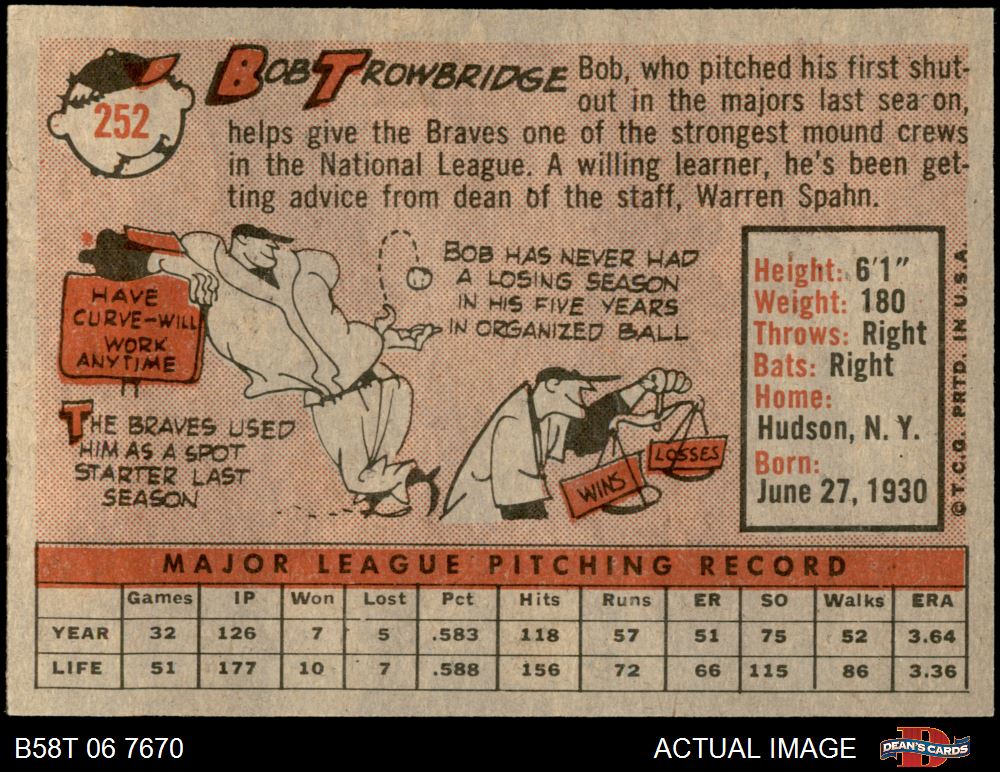 252
BOB TROWBRIDGE
Bob, who pitched his first shut-
out in the majors last sea on,
helps give the Braves one of the strongest mound crews
in the National League. A willing learner, he's been get-
ting advice from dean of the staff, Warren Spahn.
HAVE
CURVE-WILL
WORK
ANYTIME
THE BRAVES USED
HIM AS A SPOT
STARTER LAST
SEASON
BOB HAS NEVER HAD
A LOSING SEASON
IN HIS FIVE YEARS
IN ORGANIZED BALL
WINS
LOSSES
Height: 6'1"
Weight: 180
Throws: Right
Bats: Right
Home:
Hudson, N. Y.
Born:
June 27, 1930
© T.C.G. PRTD. IN U.S.A.
MAJOR LEAGUE PITCHING RECORD
Games IP Won Lost Pct Hits Runs ER SO Walks ERA
YEAR 32 126 7 5 .583 118 57 51 75 52 3.64
LIFE 51 177 10 7 .588 156 72 66 115 86 3.36
B58T 06 7670
ACTUAL IMAGE
D
DEAN'S CARDS